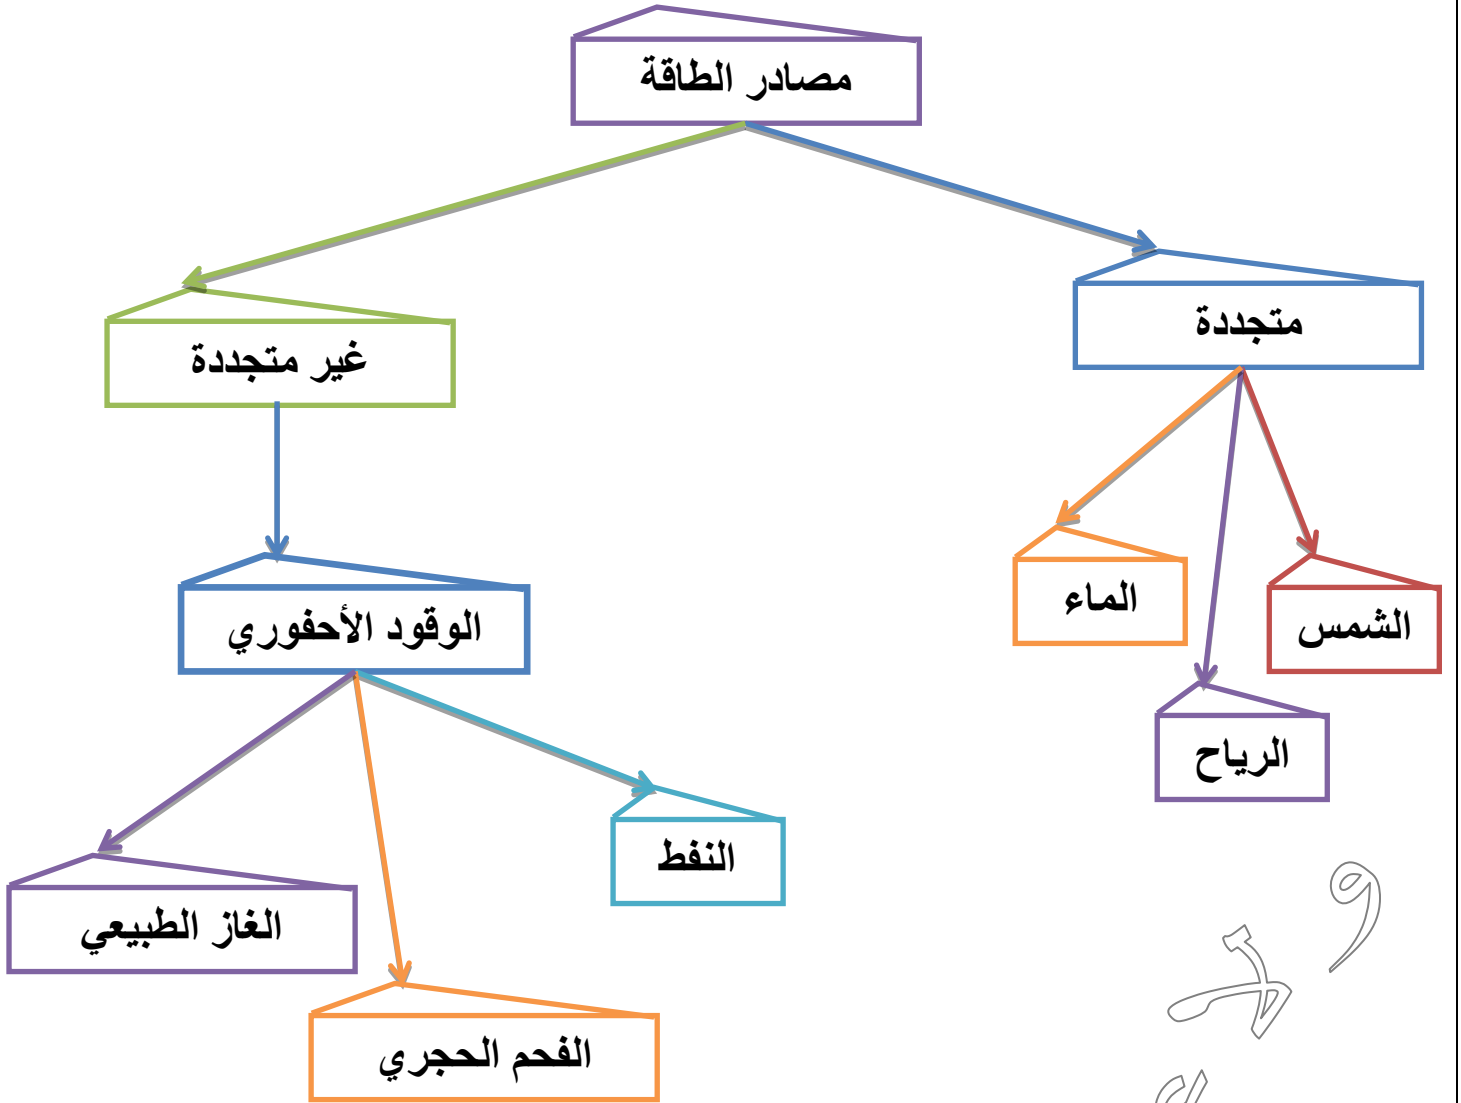 مصادر الطاقة
متجددة
غير متجددة
الماء
الشمس
الرياح
الوقود الأحفوري
النفط
الغاز الطبيعي
الفحم الحجري